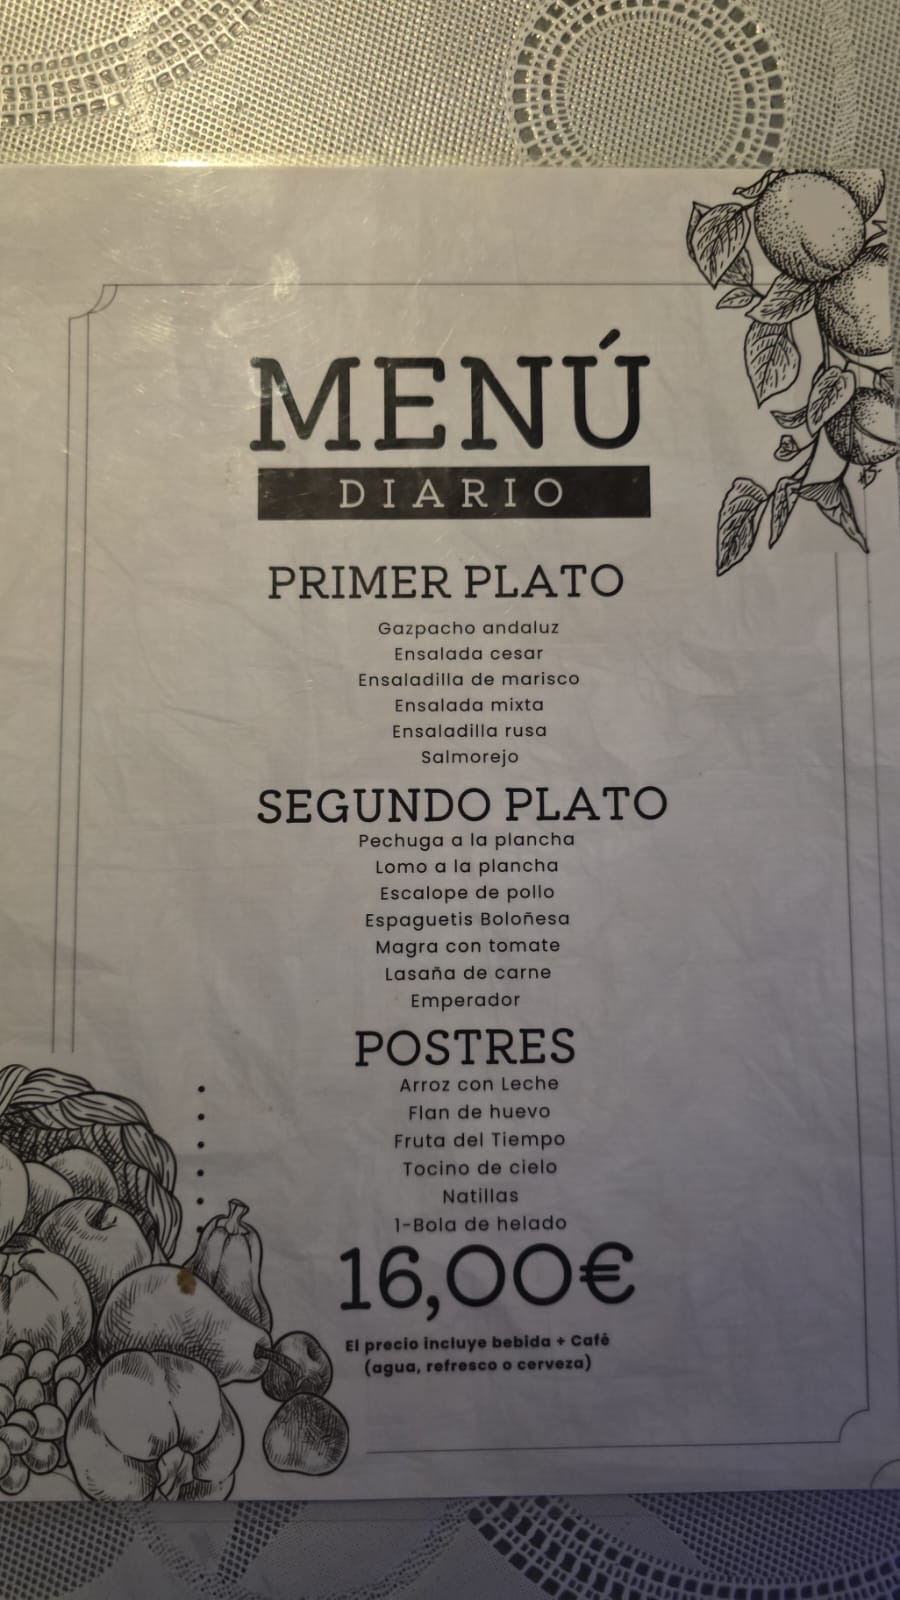 MENÚ
DIARIO
PRIMER PLATO
Gazpacho andaluz
Ensalada cesar
Ensaladilla de marisco
Ensalada mixta
Ensaladilla rusa
Salmorejo
SEGUNDO PLATO
Pechuga a la plancha
Lomo a la plancha
Escalope de pollo
Espaguetis Boloñesa
Magra con tomate
Lasaña de carne
Emperador
POSTRES
Arroz con Leche
Flan de huevo
Fruta del Tiempo
Tocino de cielo
Natillas
1-Bola de helado
16,00€
El precio incluye bebida + Café
(agua, refresco o cerveza)